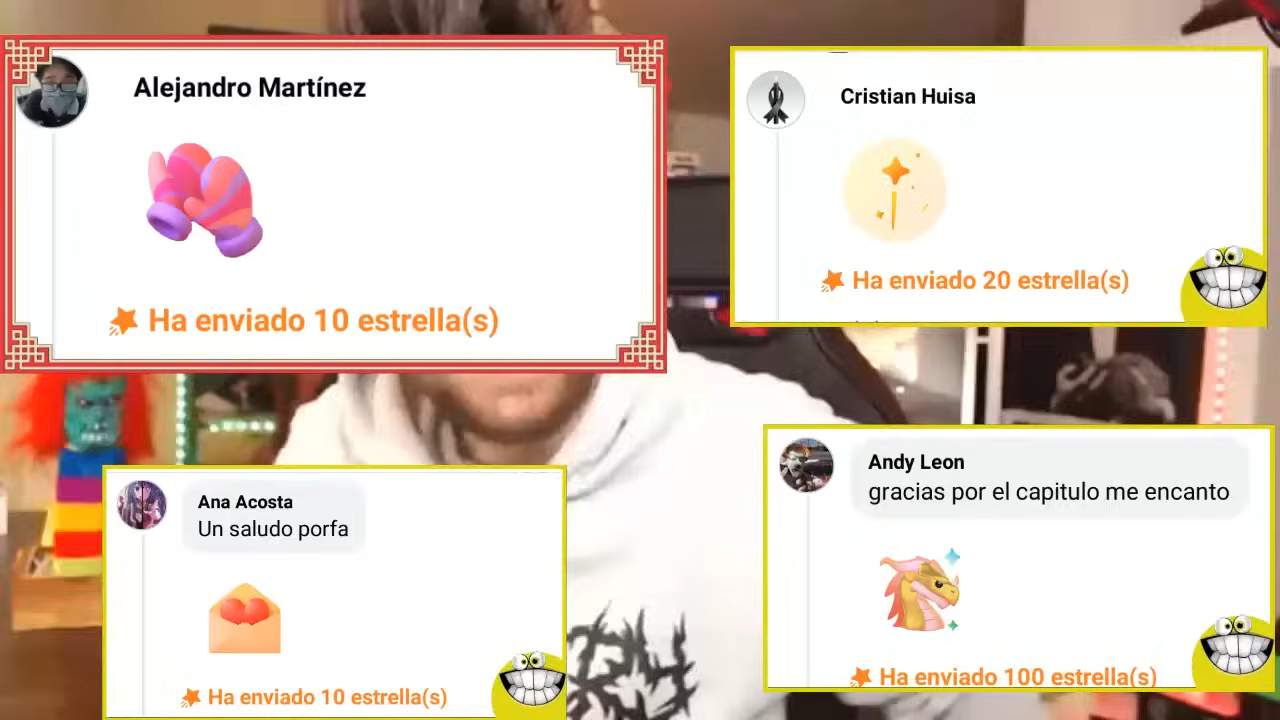 Alejandro Martínez
Ha enviado 10 estrella(s)
Cristian Huisa
Ha enviado 20 estrella(s)
Ana Acosta
Un saludo porfa
Ha enviado 10 estrella(s)
Andy Leon
gracias por el capitulo me encanto
Ha enviado 100 estrella(s)